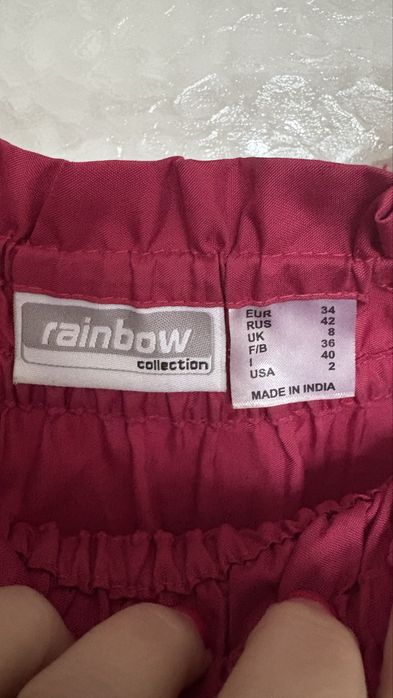 rainbow
collection
EUR 34
RUS 42
UK 8
F/B 36
I 40
USA 2
MADE IN INDIA